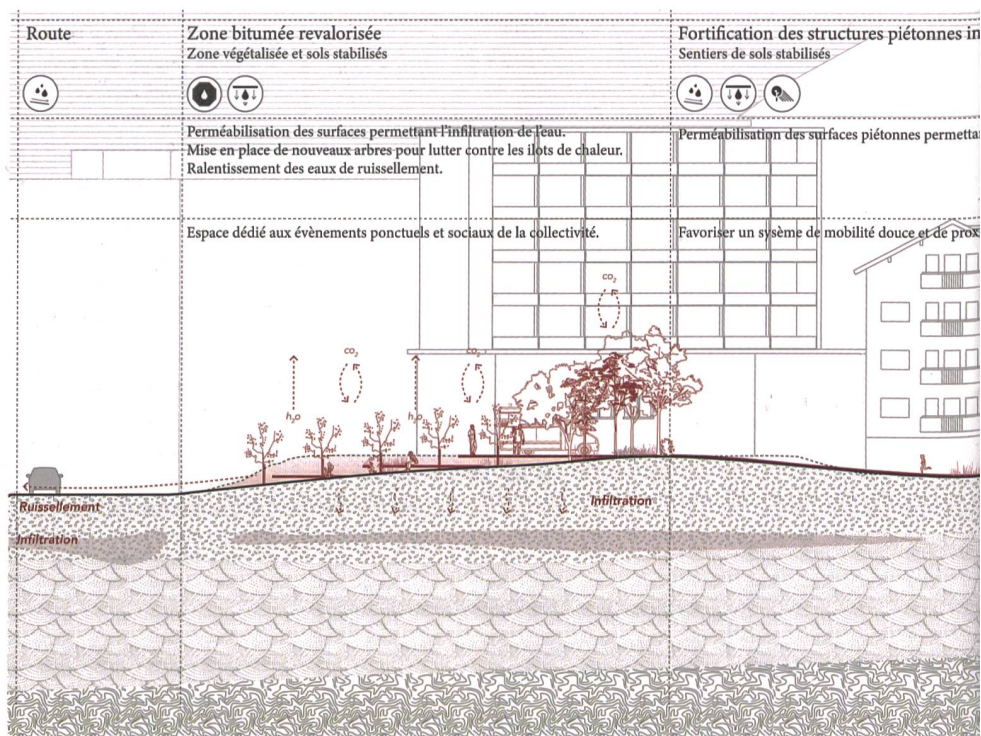 Route
Zone bitumée revalorisée
Zone végétalisée et sols stabilisés
Fortification des structures piétonnes in
Sentiers de sols stabilisés
Perméabilisation des surfaces permettant l'infiltration de l'eau.
Mise en place de nouveaux arbres pour lutter contre les ilots de chaleur.
Ralentissement des eaux de ruissellement.
Perméabilisation des surfaces piétonnes permetta
Espace dédié aux évènements ponctuels et sociaux de la collectivité.
Favoriser un sysème de mobilité douce et de prox
CO2
CO2
CO2
h2o
h2o
Ruissellement
Infiltration
Infiltration